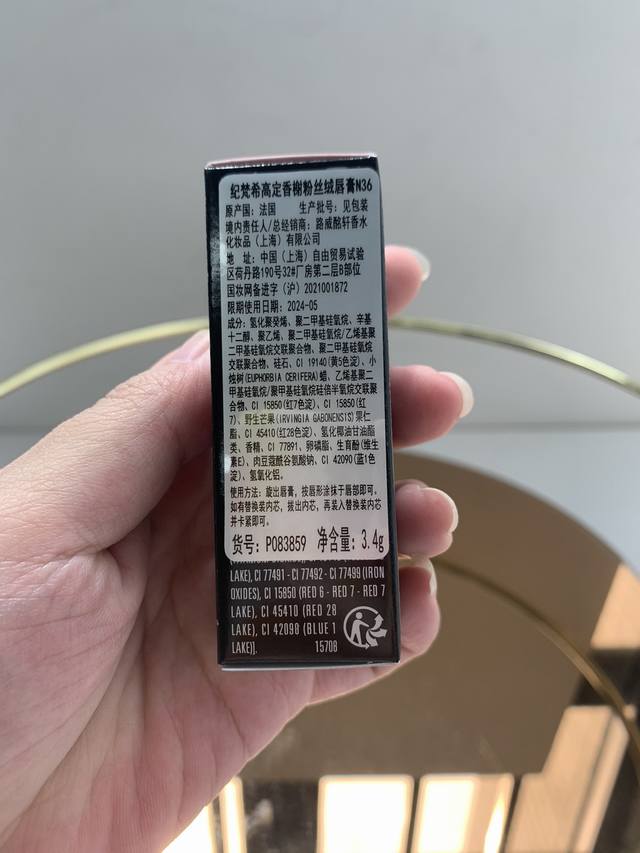 纪梵希高定香榭粉丝绒唇膏N36
原产国：法国 生产批号：见包装
境内责任人/总经销商：路威酩轩香水
化妆品（上海）有限公司
地 址：中国（上海）自由贸易试验
区荷丹路190号32#厂房第二层B部位
国妆网备进字（沪）2021001872
限期使用日期：2024-05
成分：氢化聚癸烯、聚二甲基硅氧烷、辛基
十二醇、聚乙烯、聚二甲基硅氧烷/乙烯基聚
二甲基硅氧烷交联聚合物、聚二甲基硅氧烷
交联聚合物、硅石、CI 19140（黄5色淀）、小
烛树(EUPHORBIA CERIFERA)蜡、乙烯基聚二
甲基硅氧烷/聚甲基硅氧烷硅倍半氧烷交联聚
合物、CI 15850（红7色淀）、CI 15850（红
7）、野生芒果(IRVINGIA GABONENSIS)果仁
脂、CI 45410（红28色淀）、氢化椰油甘油酯
类、香精、CI 77891、卵磷脂、生育酚（维生
素E）、肉豆蔻酰谷氨酸钠、CI 42090（蓝1色
淀）、氢氧化铝。
使用方法：旋出唇膏，按唇形涂抹于唇部即可。
如有替换装内芯，拔出内芯，再装入替换装内芯
并卡紧即可。
货号：P083859 净含量：3.4g
LAKE), CI 77491 - CI 77492 - CI 77499 (IRON
OXIDES), CI 15850 (RED 6 - RED 7 - RED 7
LAKE), CI 45410 (RED 28
LAKE), CI 42090 (BLUE 1
LAKE)]. 15708